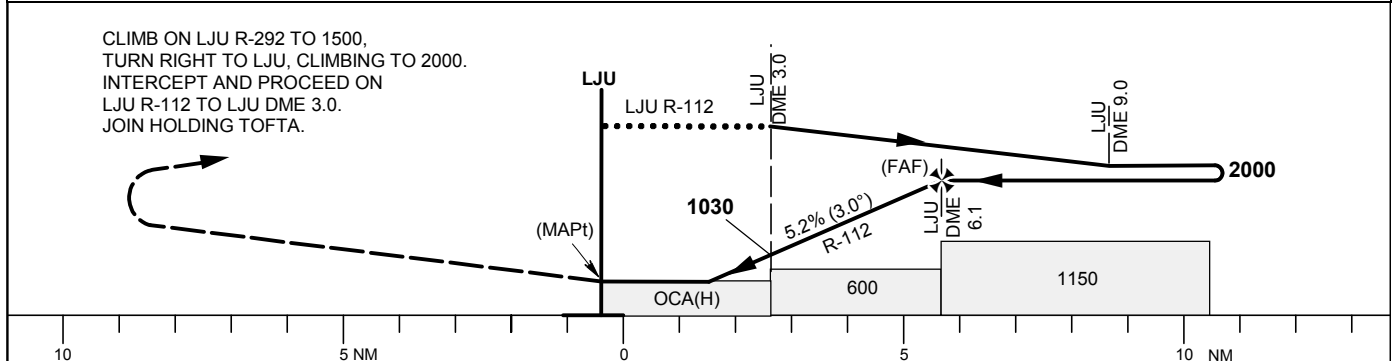 CLIMB ON LJU R-292 TO 1500,
TURN RIGHT TO LJU, CLIMBING TO 2000.
INTERCEPT AND PROCEED ON
LJU R-112 TO LJU DME 3.0.
JOIN HOLDING TOFTA.
LJU
LJU R-112
LJU
DME 3.0
LJU
DME 9.0
(FAF)
2000
1030
5.2% (3.0°)
R-112
LJU
DME
6.1
(MAPt)
OCA(H)
600
1150
10
5 NM
0
5
10 NM